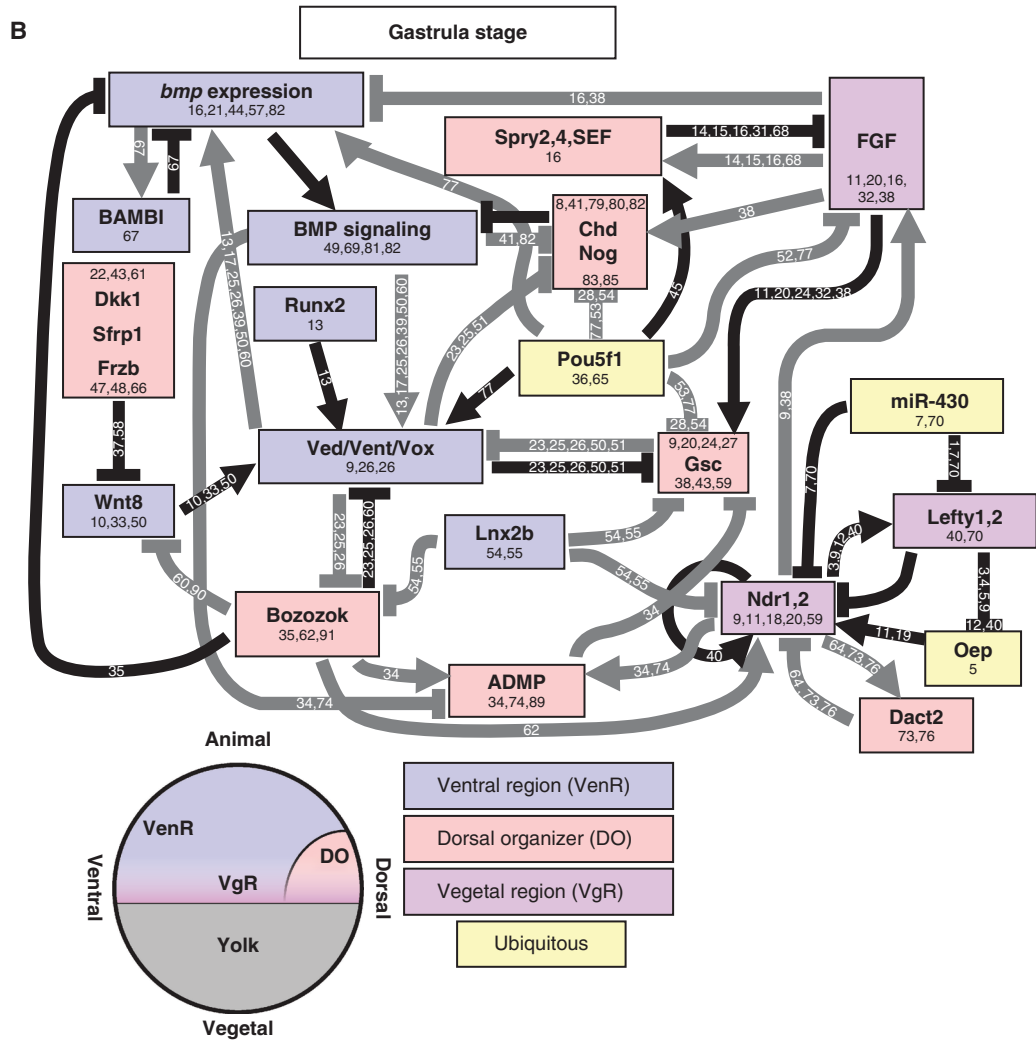 B
Gastrula stage
bmp expression
16,21,44,57,82
16,38
Spry2,4,SEF
16
14,15,16,31.68
14,15,16,68
FGF
11,20,16,
32,38
67
67
77
BAMBI
67
BMP signaling
49,69,81,82
41,82
8,41,79,80,82
Chd
Nog
83,85
38
52,77
22,43,61
Dkk1
Sfrp1
Frzb
47,48,66
13,17,25,26,39,50,60
Runx2
13
13,17,25,26,39,50,60
23,25,51
28,54
77,53
45
11,20,24,32,38
Pou5f1
36,65
13
77
53,77
28,54
9,38
miR-430
7,70
37,58
Ved/Vent/Vox
9,26,26
23,25,26,50,51
23,25,26,50,51
9,20,24,27
Gsc
38,43,59
7,70
1,7,70
Wnt8
10,33,50
10,33,50
23,25,26
23,25,26,60
Lnx2b
54,55
54,55
54,55
54,55
3,9,12,40
Lefty1,2
40,70
60,90
Bozozok
35,62,91
34
Ndr1,2
9,11,18,20,59
3,4,5,9
12,40
11,19
Oep
5
35
34
34,74
ADMP
34,74,89
34,74
40
64,73,76
64,73,76
Dact2
73,76
62
Animal
VenR
DO
VgR
Yolk
Ventral
Dorsal
Vegetal
Ventral region (VenR)
Dorsal organizer (DO)
Vegetal region (VgR)
Ubiquitous